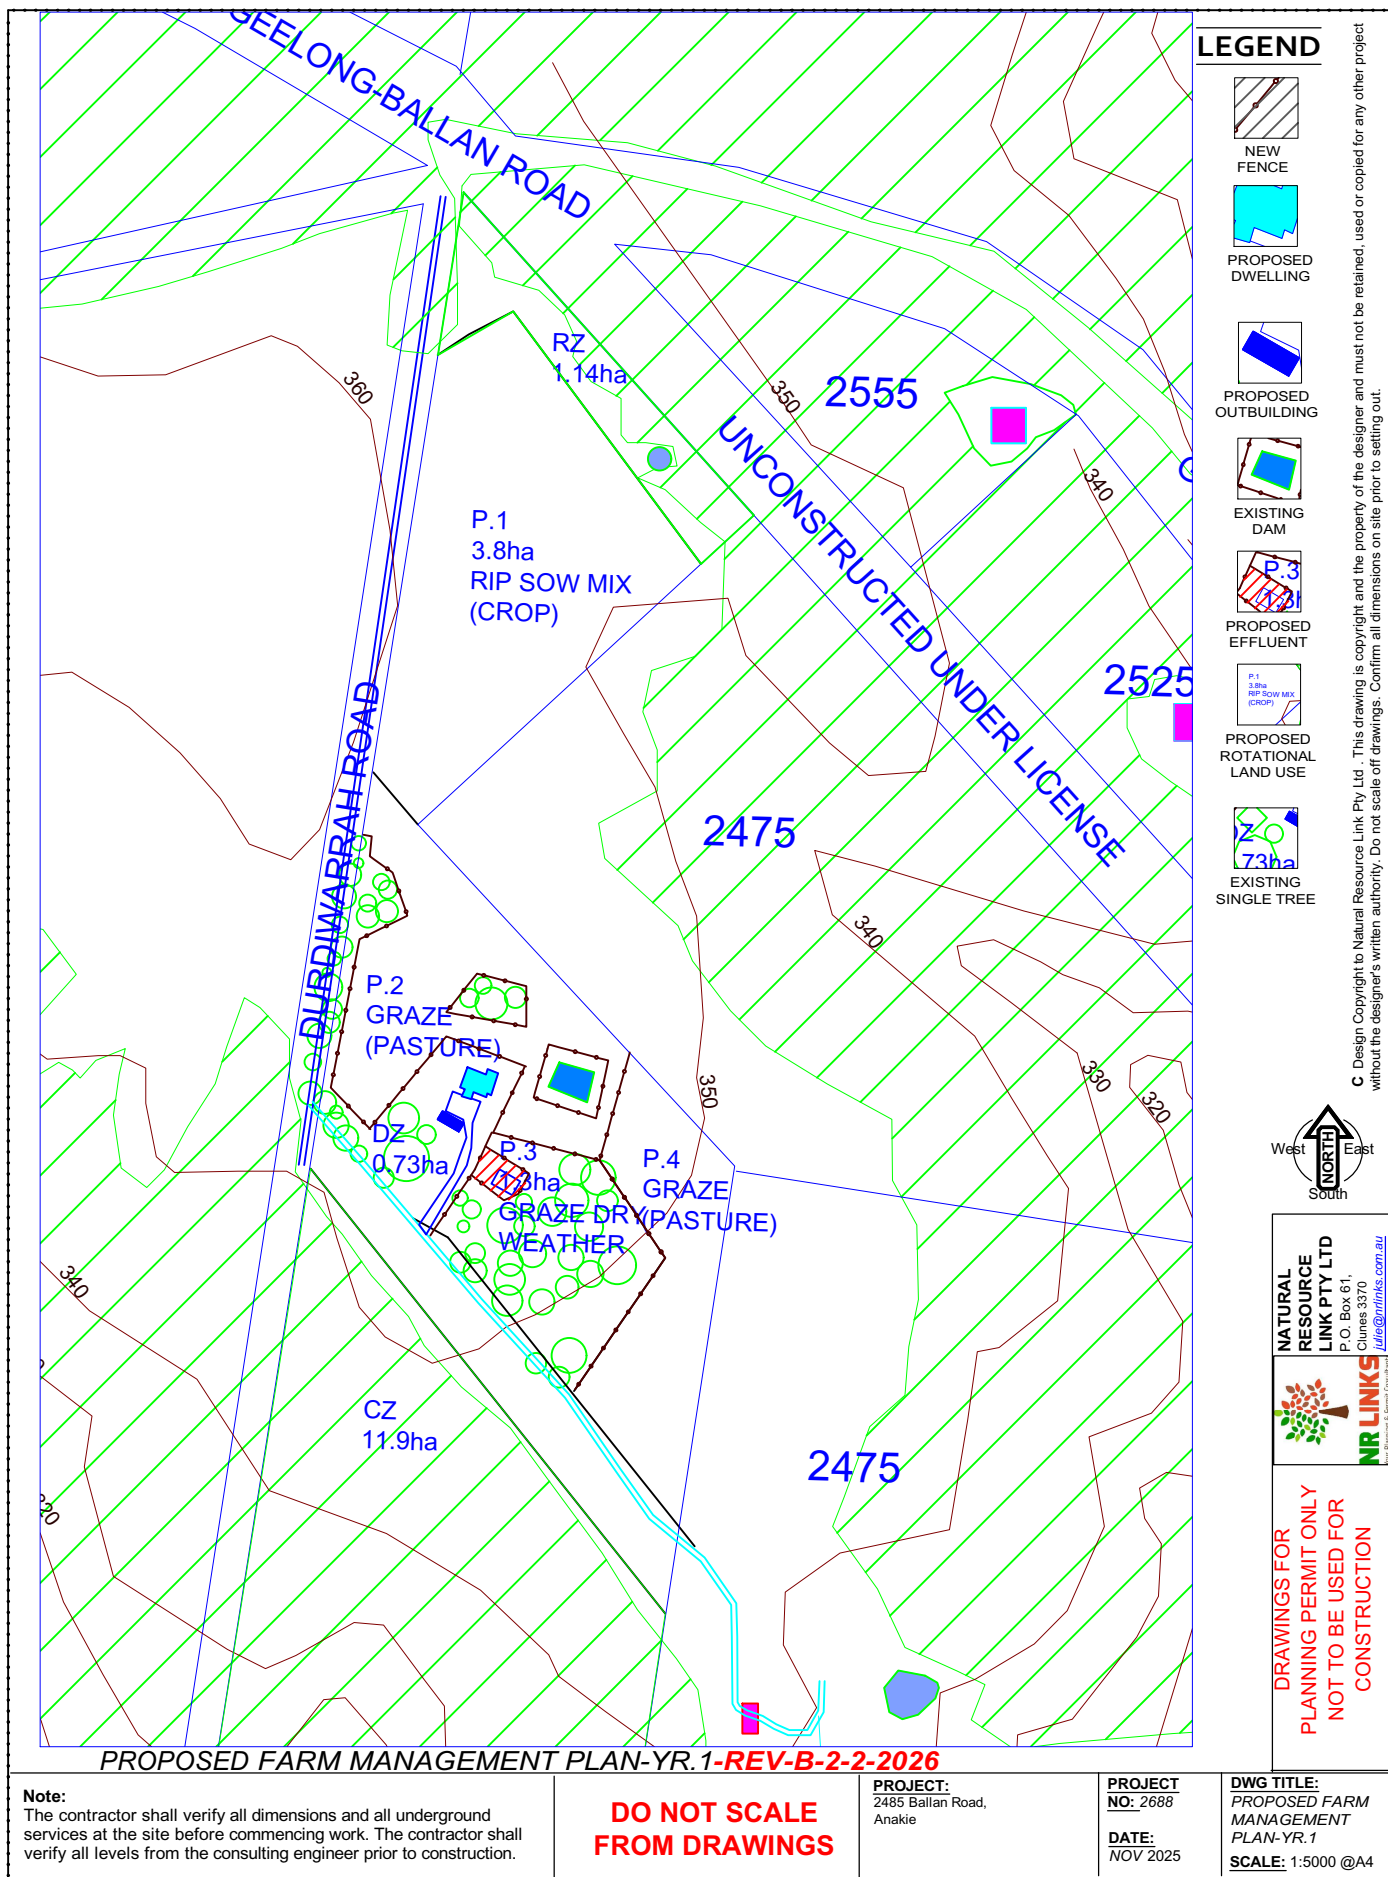 GEELONG-BALLAN ROAD
RZ
1.14ha
360
350
2555
340
UNCONSTRUCTED UNDER LICENSE
P.1
3.8ha
RIP SOW MIX
(CROP)
2525
DURDIWARRAH ROAD
2475
340
P.2
GRAZE
(PASTURE)
350
330
320
DZ
0.73ha
P.3
1.3ha
GRAZE DRY
WEATHER
P.4
GRAZE
(PASTURE)
340
CZ
11.9ha
2475
320
LEGEND
NEW
FENCE
PROPOSED
DWELLING
PROPOSED
OUTBUILDING
EXISTING
DAM
P.3
PROPOSED
EFFLUENT
P.1
3.8ha
RIP SOW MIX
(CROP)
PROPOSED
ROTATIONAL
LAND USE
73ha
EXISTING
SINGLE TREE
C Design Copyright to Natural Resource Link Pty Ltd . This drawing is copyright and the property of the designer and must not be retained, used or copied for any other project
without the designer's written authority. Do not scale off drawings. Confirm all dimensions on site prior to setting out.
West
NORTH
East
South
NATURAL
RESOURCE
LINK PTY LTD
P.O. Box 61,
Clunes 3370
julie@nrlinks.com.au
NR LINKS
DRAWINGS FOR
PLANNING PERMIT ONLY
NOT TO BE USED FOR
CONSTRUCTION
PROPOSED FARM MANAGEMENT PLAN-YR.1-REV-B-2-2-2026
Note:
The contractor shall verify all dimensions and all underground
services at the site before commencing work. The contractor shall
verify all levels from the consulting engineer prior to construction.
DO NOT SCALE
FROM DRAWINGS
PROJECT:
2485 Ballan Road,
Anakie
PROJECT
NO: 2688
DATE:
NOV 2025
DWG TITLE:
PROPOSED FARM
MANAGEMENT
PLAN-YR.1
SCALE: 1:5000 @A4